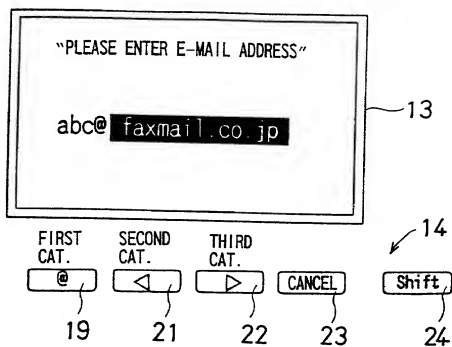 "PLEASE ENTER E-MAIL ADDRESS"
abc@ faxmail.co.jp
13
FIRST CAT.
SECOND CAT.
THIRD CAT.
14
@
◁
▷
CANCEL
Shift
19
21
22
23
24